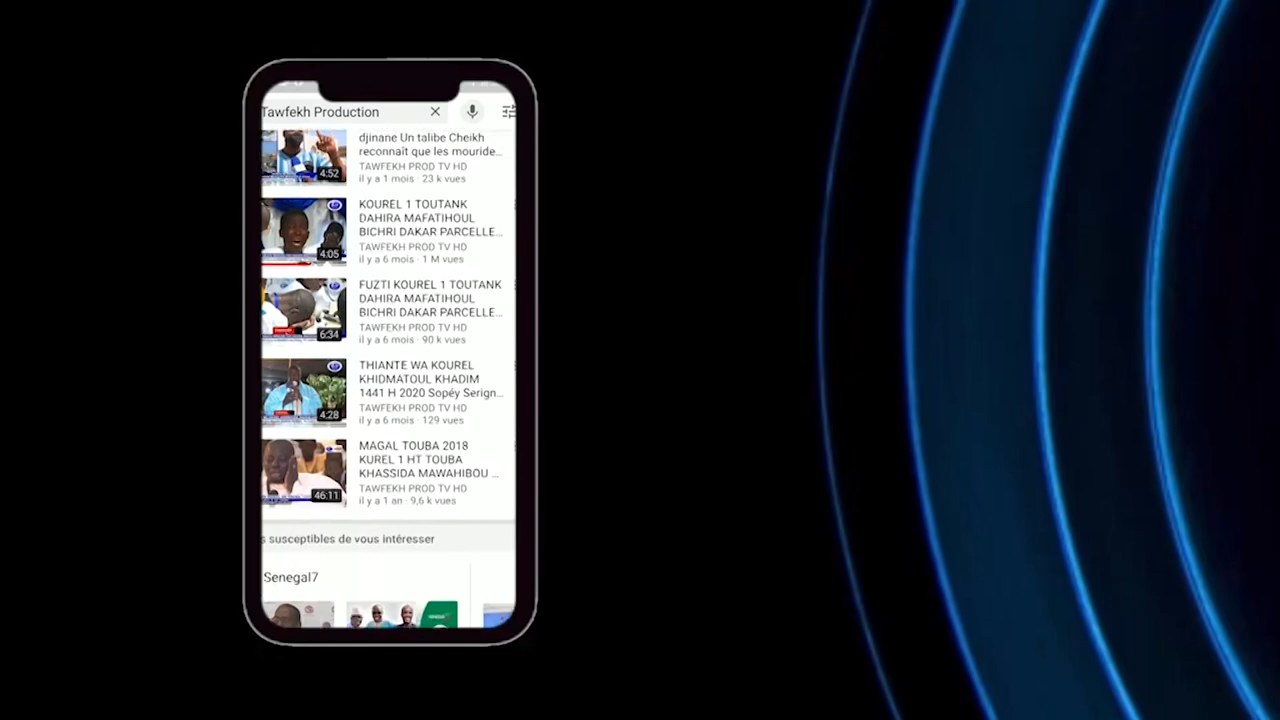 Tawfekh Production
djinane Un talibe Cheikh
reconnaît que les mouride...
TAWFEKH PROD TV HD
il y a 1 mois · 23 k vues
4:52
KOUREL 1 TOUTANK
DAHIRA MAFATIHOUL
BICHRI DAKAR PARCELLE...
TAWFEKH PROD TV HD
il y a 6 mois · 1 M vues
4:05
FUZTI KOUREL 1 TOUTANK
DAHIRA MAFATIHOUL
BICHRI DAKAR PARCELLE...
TAWFEKH PROD TV HD
il y a 6 mois · 90 k vues
6:34
THIANTE WA KOUREL
KHIDMATOUL KHADIM
1441 H 2020 Sopéy Serign...
TAWFEKH PROD TV HD
il y a 6 mois · 129 vues
4:28
MAGAL TOUBA 2018
KUREL 1 HT TOUBA
KHASSIDA MAWAHIBOU ...
TAWFEKH PROD TV HD
il y a 1 an · 9,6 k vues
46:11
s susceptibles de vous intéresser
Senegal7